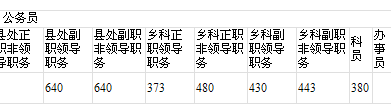 公务员
县处正
职非领
导职务
县处副
职领导
职务
县处副职
非领导职
务
乡科正
职领导
职务
乡科正职
非领导职
务
乡科副
职领导
职务
乡科副职
非领导职
务
科
员
办
事
员
640 640 373 480 430 443 380